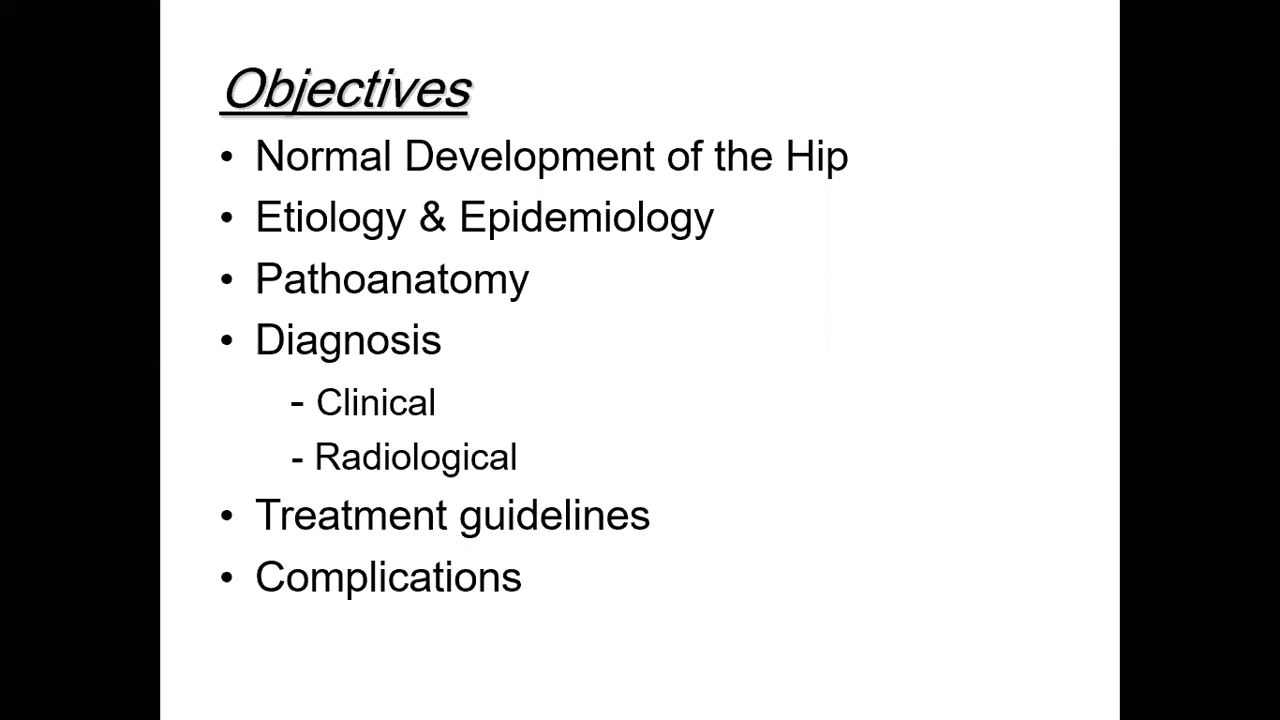 Objectives
• Normal Development of the Hip
• Etiology & Epidemiology
• Pathoanatomy
• Diagnosis
- Clinical
- Radiological
• Treatment guidelines
• Complications